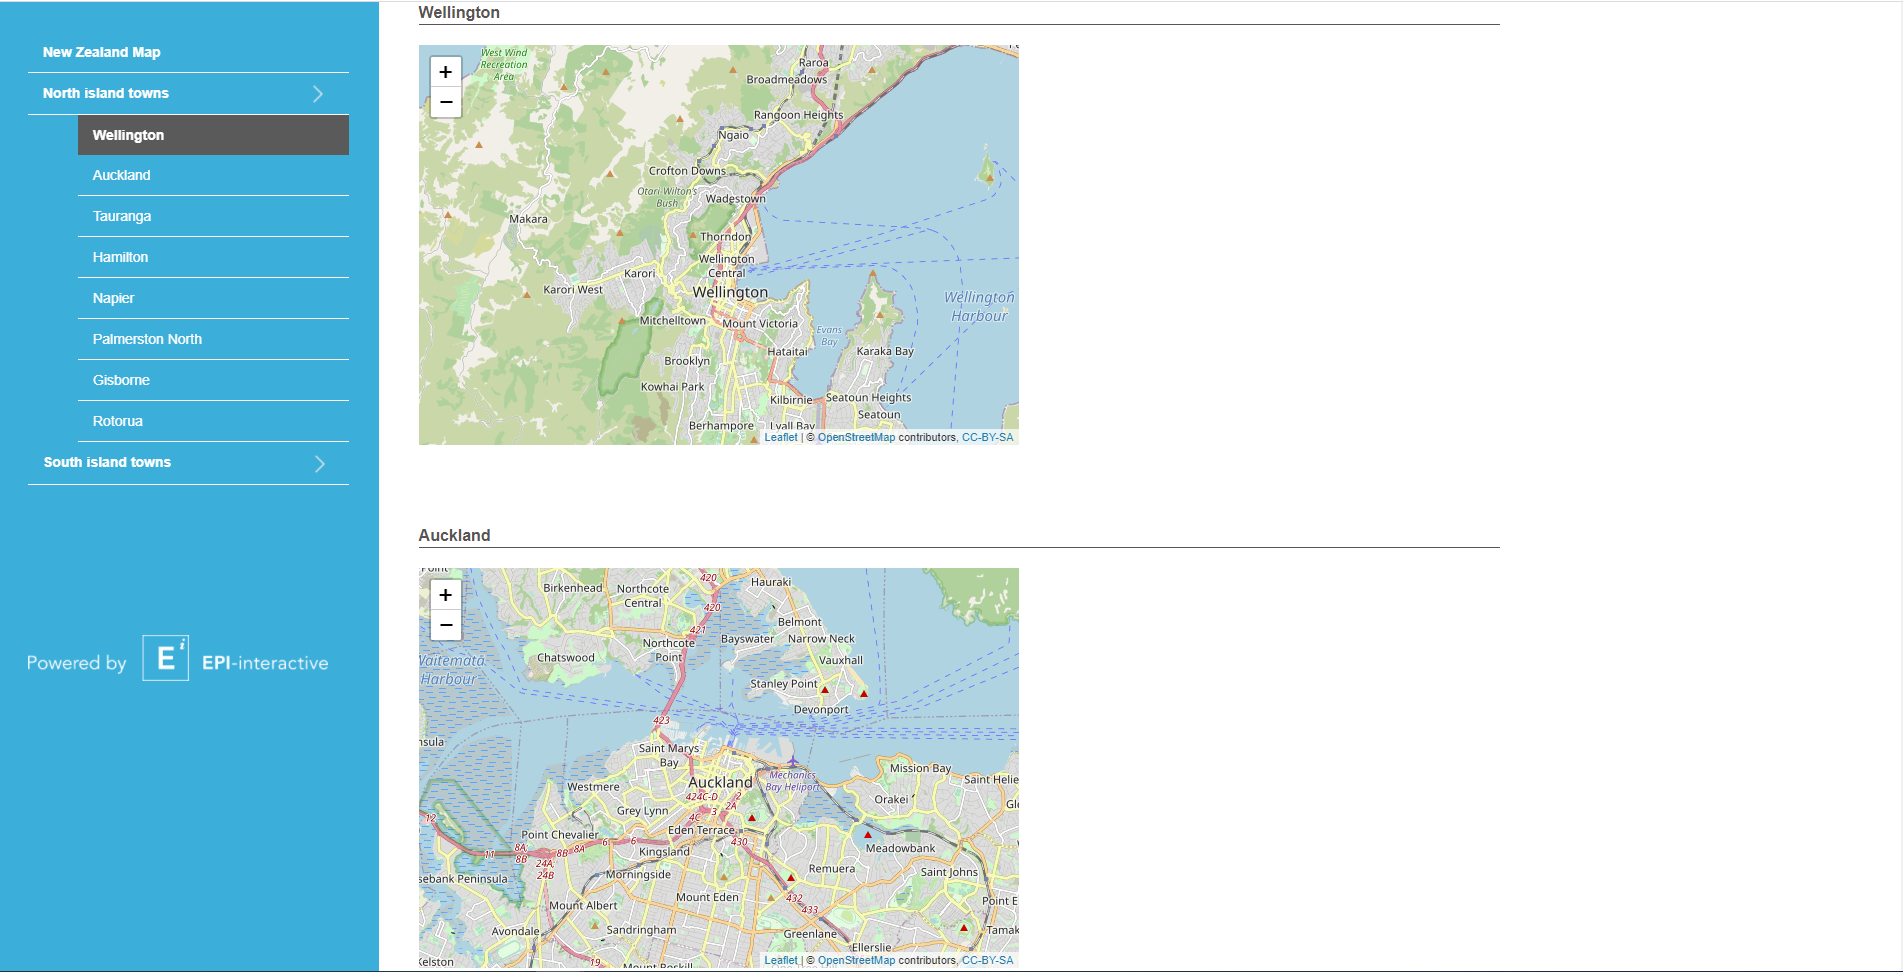 New Zealand Map
North island towns
Wellington
Auckland
Tauranga
Hamilton
Napier
Palmerston North
Gisborne
Rotorua
South island towns
Powered by
E i
EPI-interactive
Wellington
+
−
West Wind
Recreation
Area
Raroa
Broadmeadows
Rangoon Heights
Ngaio
Crofton Downs
Otari-Wilton's
Bush
Wadestown
Makara
Thorndon
Wellington
Central
Karori
Karori West
Wellington
Wellington
Harbour
Mitchelltown
Mount Victoria
Evans
Bay
Hataitai
Karaka Bay
Brooklyn
Kowhai Park
Kilbirnie
Seatoun Heights
Seatoun
Berhampore
Lyall Bay
Leaflet | © OpenStreetMap contributors, CC-BY-SA
Auckland
+
−
Point
Birkenhead
Northcote
Central
420
Hauraki
420
421
Belmont
Bayswater
Narrow Neck
Northcote
Point
Chatswood
Vauxhall
Waitematā
Harbour
Stanley Point
Devonport
423
nsula
Saint Marys
Bay
Auckland
Mechanics
Bay Heliport
Mission Bay
Saint Helie
Westmere
424C-D
2
2A
Orakei
Gl
Grey Lynn
4C
3
12
Point Chevalier
Eden Terrace
430
Meadowbank
11
8A
8B
8B
8A
6
6
Kingsland
24A,
24B
Remuera
Saint Johns
sebank Peninsula
Morningside
Mount Eden
432
433
Point E
Mount Albert
Avondale
Sandringham
Greenlane
Tamak
Ellerslie
Kelston
19
Mount Roskill
Leaflet | © OpenStreetMap contributors, CC-BY-SA